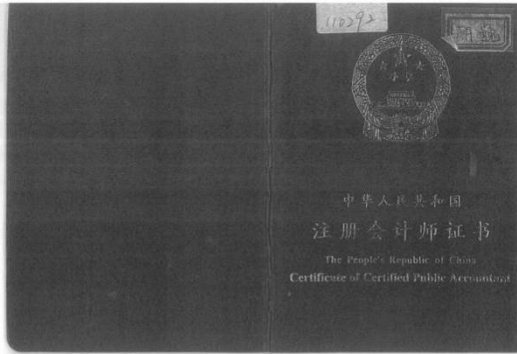 110292
中华人民共和国
注册会计师证书
The People's Republic of China
Certificate of Certified Public Accountant